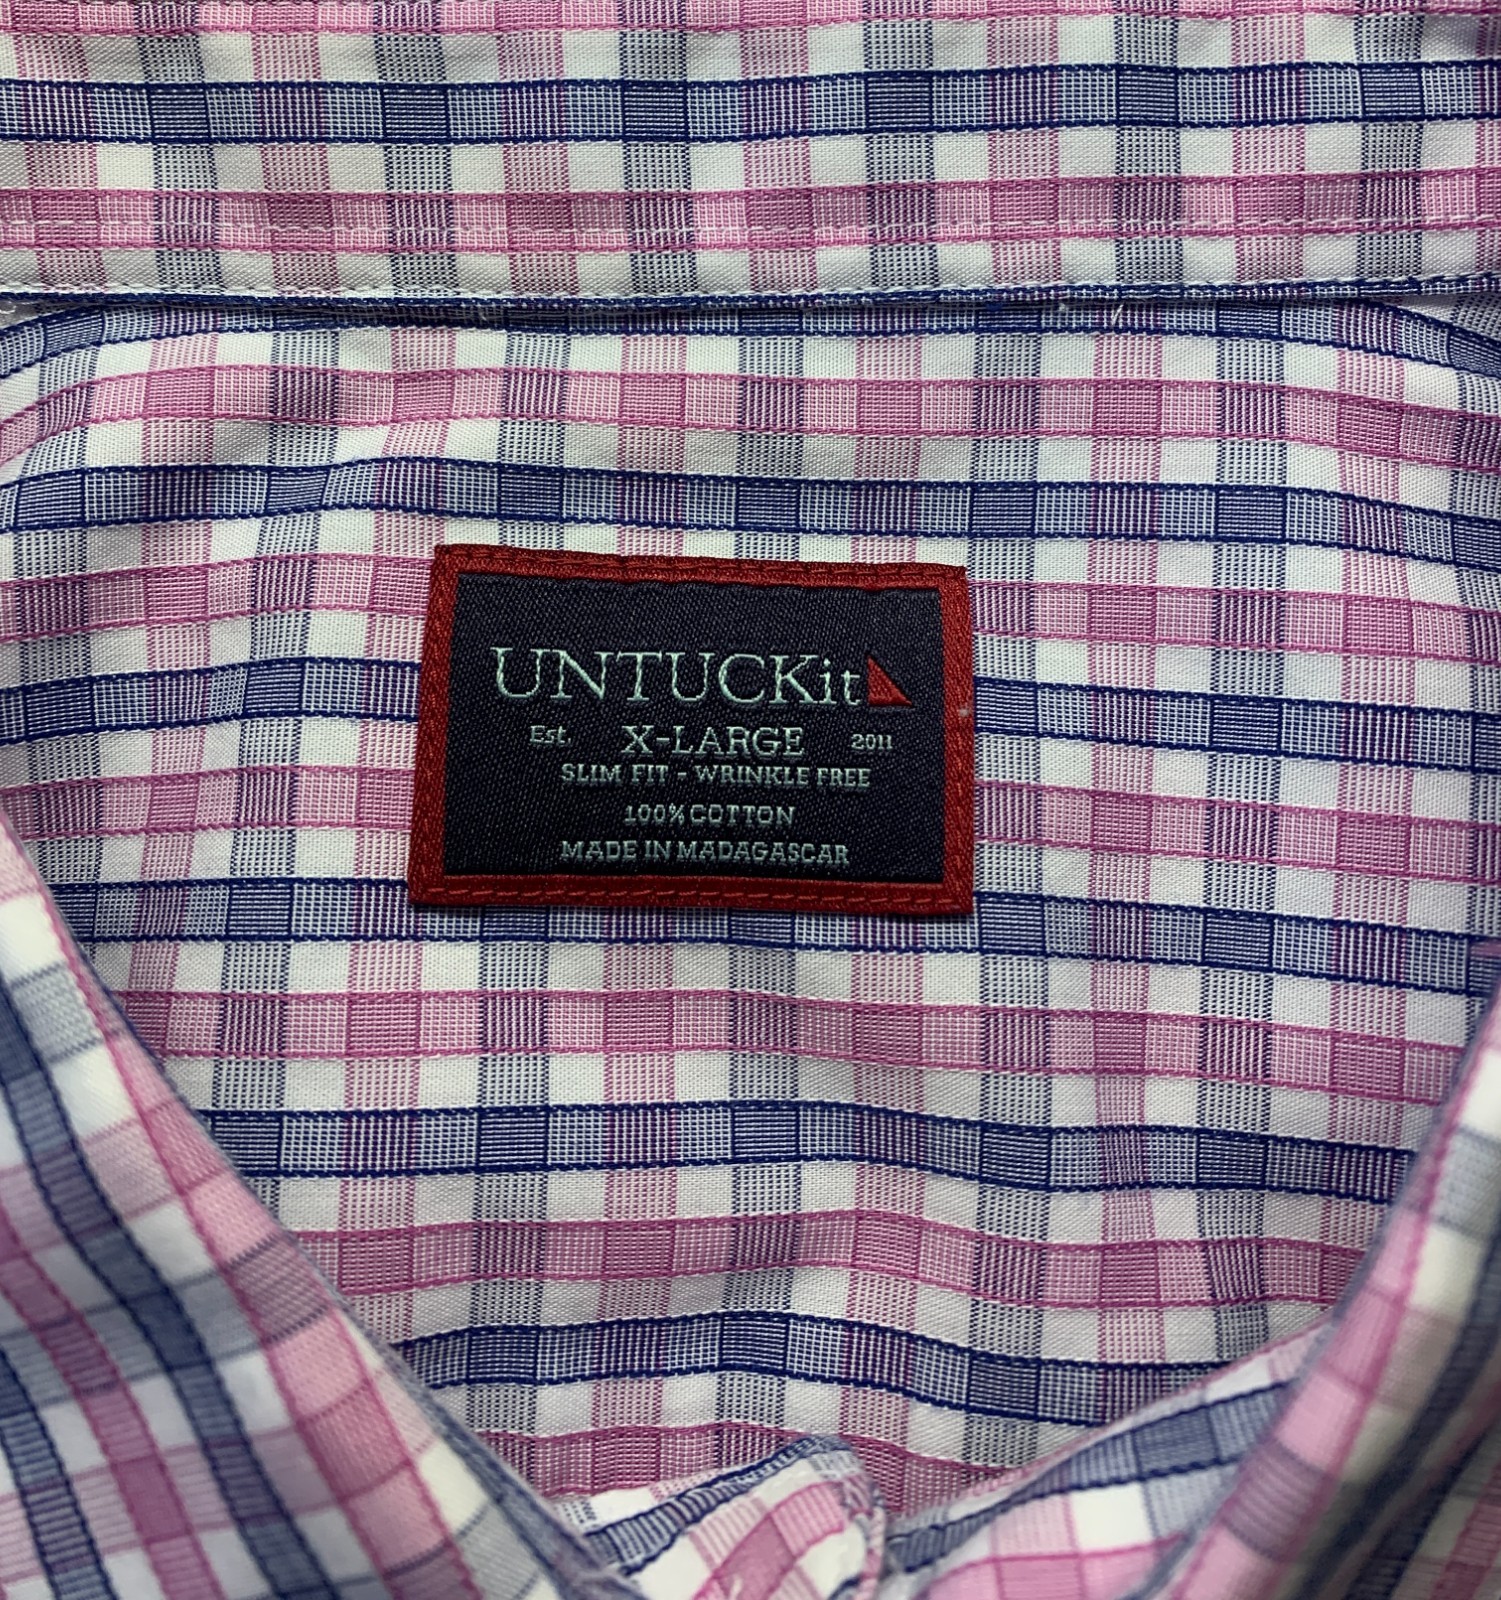 UNTUCKit
Est. X-LARGE 2011
SLIM FIT - WRINKLE FREE
100% COTTON
MADE IN MADAGASCAR